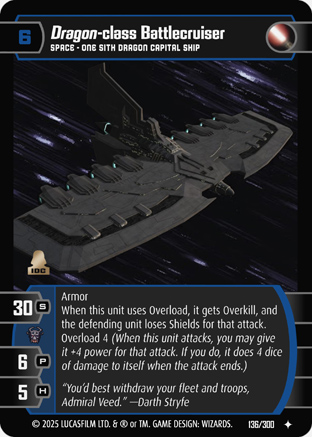 6
Dragon-class Battlecruiser
SPACE - ONE SITH DRAGON CAPITAL SHIP
IOC
30 S
Armor
When this unit uses Overload, it gets Overkill, and
the defending unit loses Shields for that attack.
Overload 4 (When this unit attacks, you may give
it +4 power for that attack. If you do, it does 4 dice
of damage to itself when the attack ends.)
6 P
5 H
"You'd best withdraw your fleet and troops,
Admiral Veed." —Darth Stryfe
© 2025 LUCASFILM LTD. & ® or TM. GAME DESIGN: WIZARDS.
136/300